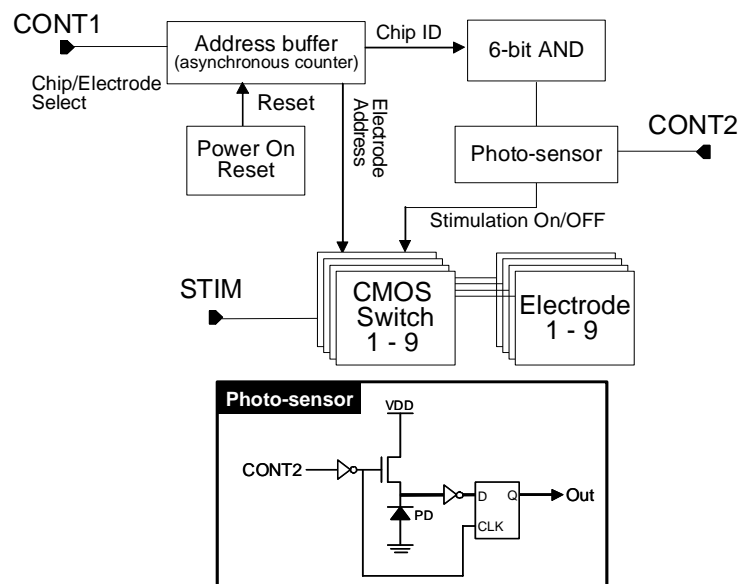 CONT1
Chip/Electrode
Select
Address buffer
(asynchronous counter)
Chip ID
6-bit AND
Reset
Power On
Reset
Electrode
Address
Photo-sensor
CONT2
Stimulation On/OFF
STIM
CMOS
Switch
1 - 9
Electrode
1 - 9
Photo-sensor
VDD
CONT2
PD
D
Q
CLK
Out